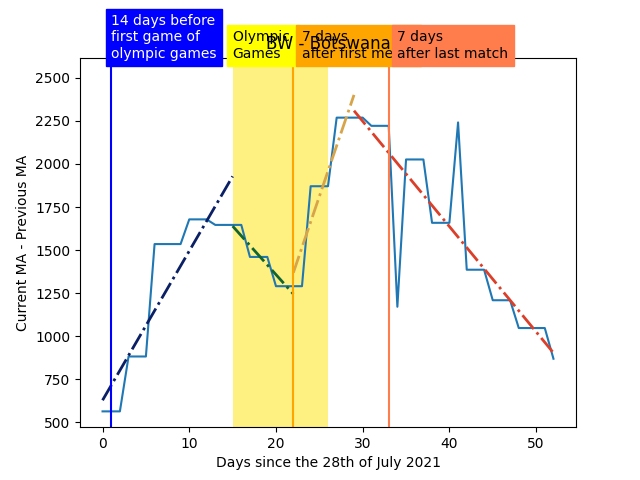 14 days before
first game of
olympic games
Olympic
Games
7 days
after first me
7 days
after last match
BW - Botswana
Current MA - Previous MA
2500
2250
2000
1750
1500
1250
1000
750
500
0 10 20 30 40 50
Days since the 28th of July 2021